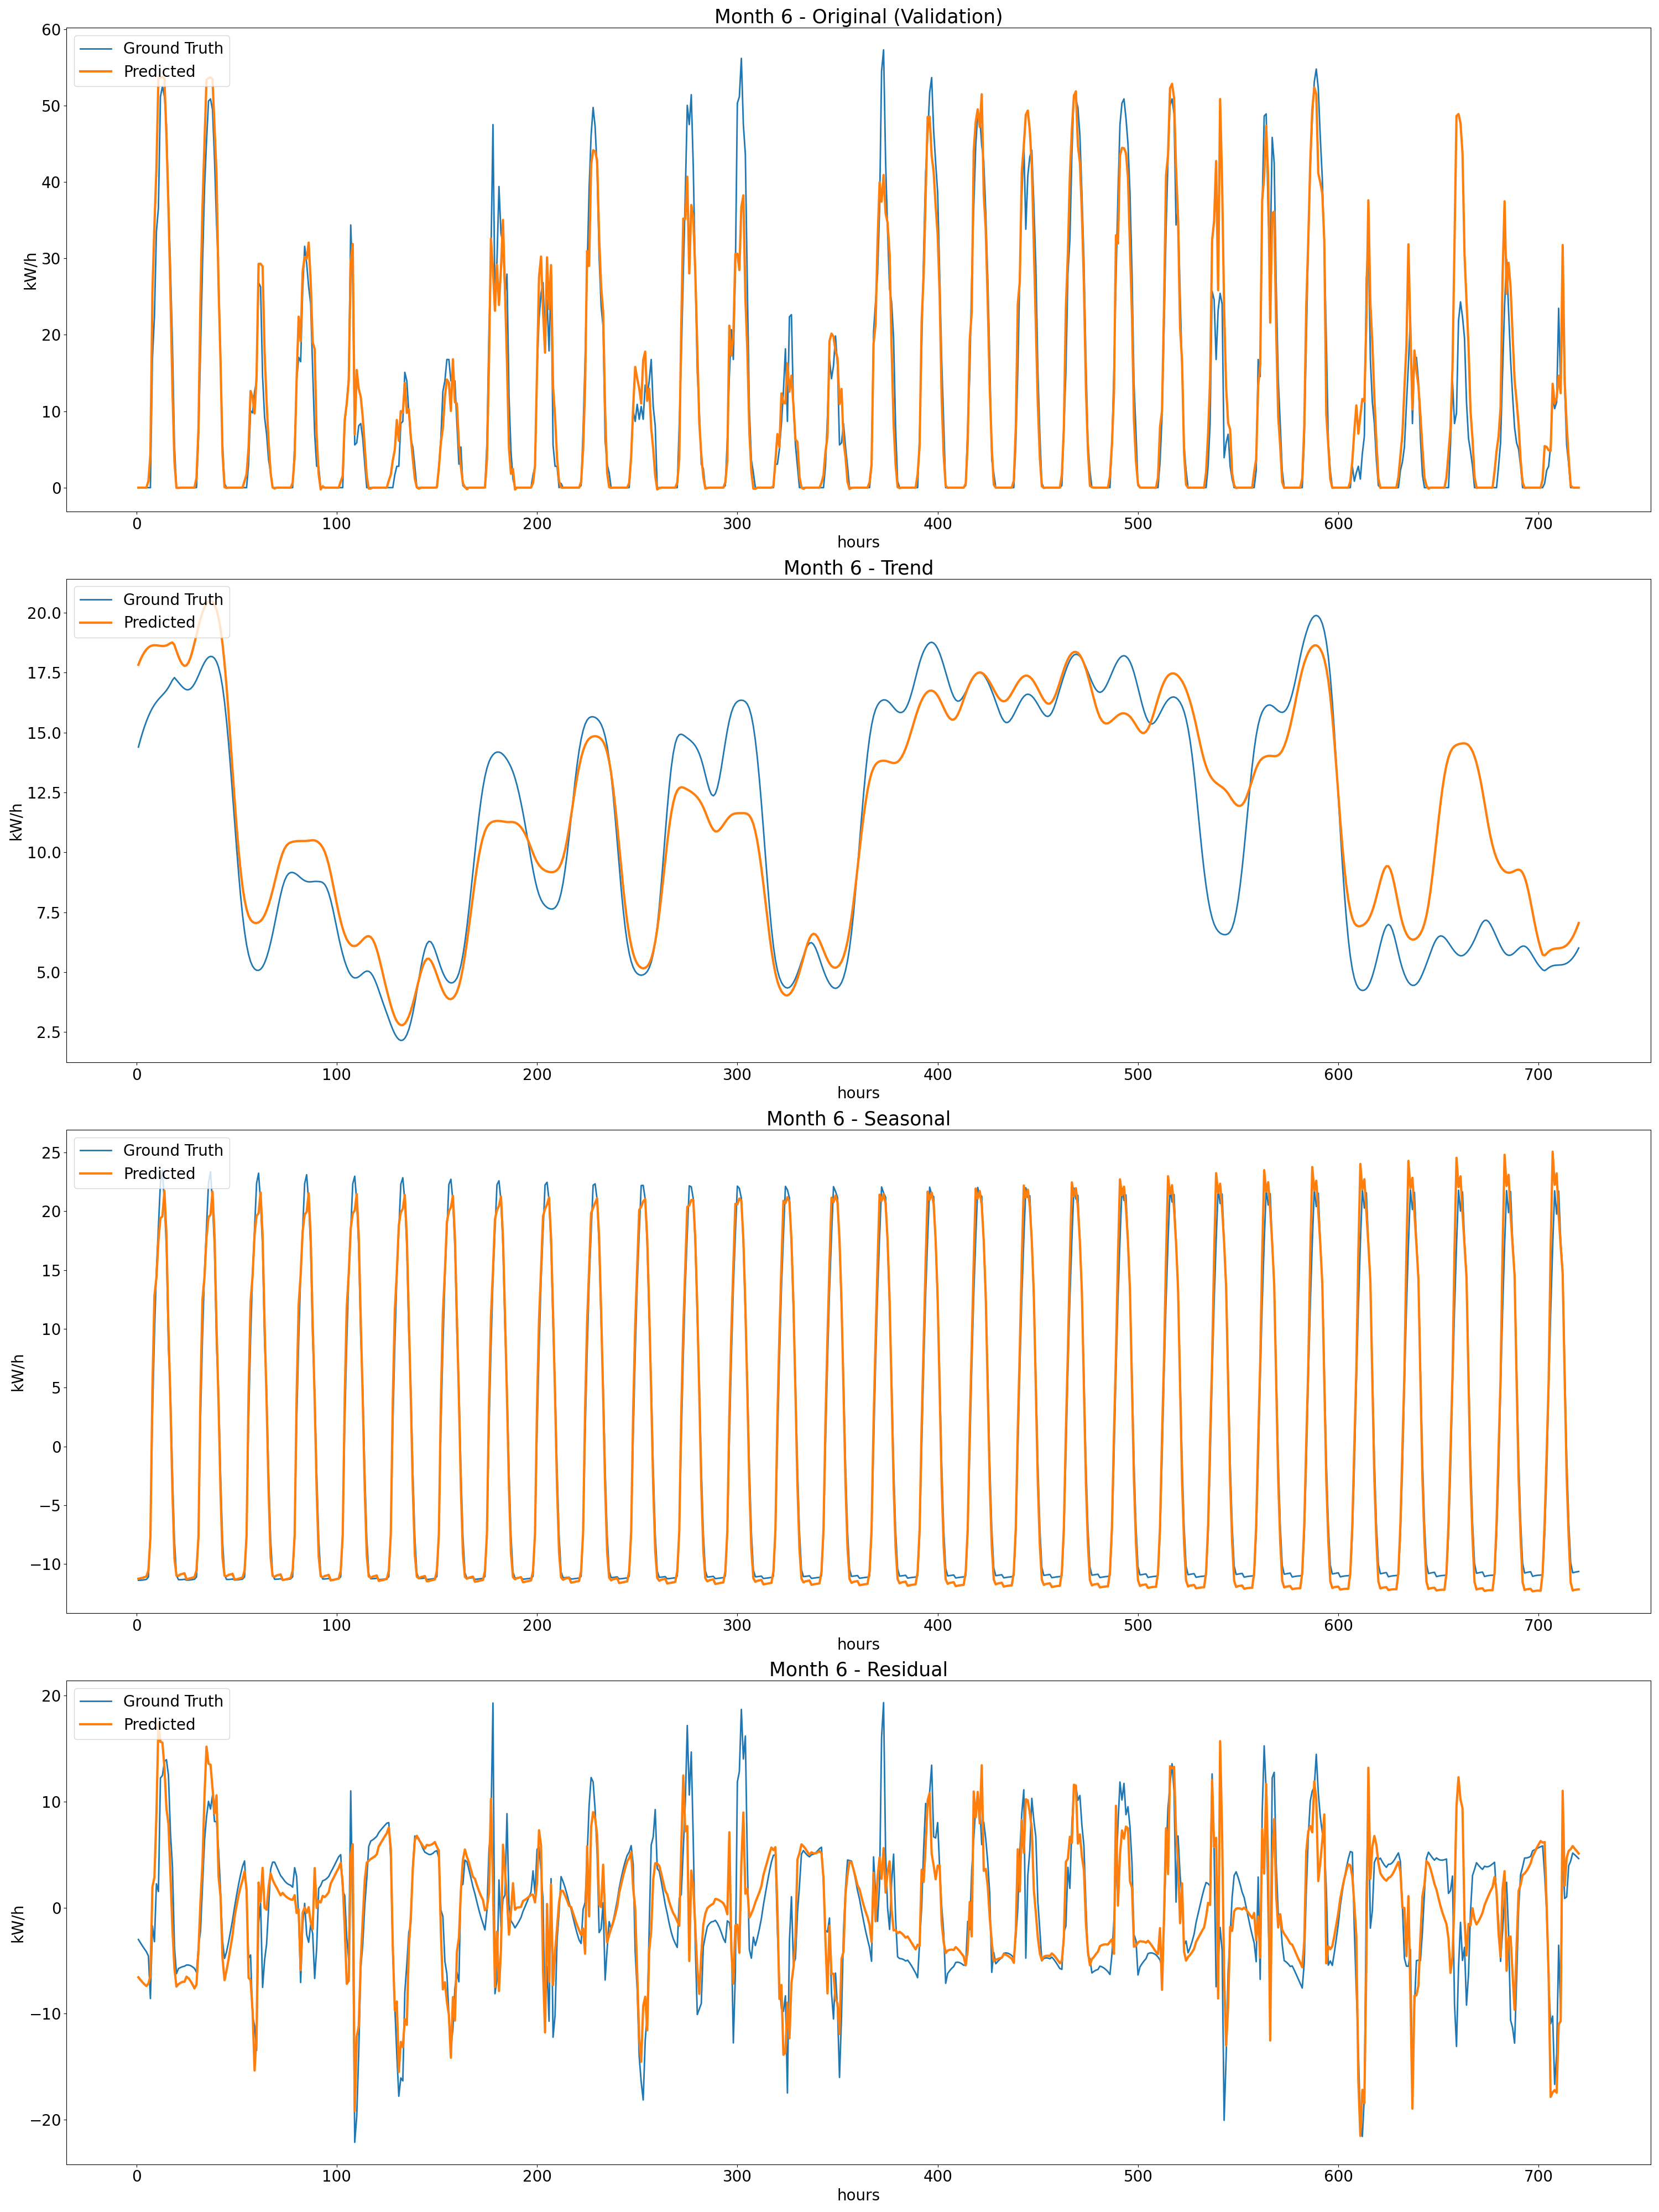 Month 6 - Original (Validation)
Ground Truth
Predicted
kW/h
60
50
40
30
20
10
0
0 100 200 300 400 500 600 700
hours
Month 6 - Trend
Ground Truth
Predicted
kW/h
20.0
17.5
15.0
12.5
10.0
7.5
5.0
2.5
0 100 200 300 400 500 600 700
hours
Month 6 - Seasonal
Ground Truth
Predicted
kW/h
25
20
15
10
5
0
−5
−10
0 100 200 300 400 500 600 700
hours
Month 6 - Residual
Ground Truth
Predicted
kW/h
20
10
0
−10
−20
0 100 200 300 400 500 600 700
hours